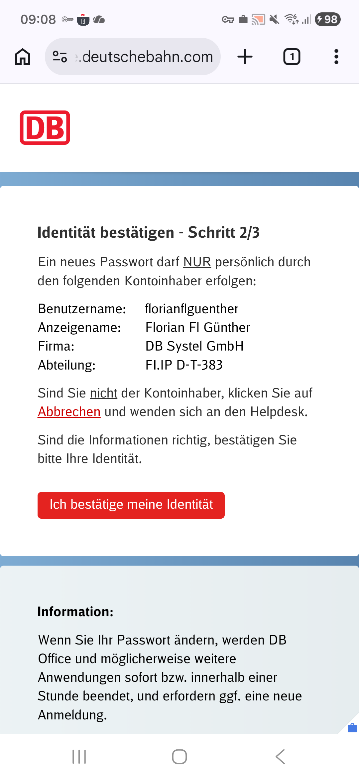 09:08
98
.deutschebahn.com
1
DB
Identität bestätigen - Schritt 2/3
Ein neues Passwort darf NUR persönlich durch
den folgenden Kontoinhaber erfolgen:
Benutzername: florianflguenther
Anzeigename: Florian Fl Günther
Firma: DB Systel GmbH
Abteilung: FI.IP D-T-383
Sind Sie nicht der Kontoinhaber, klicken Sie auf
Abbrechen und wenden sich an den Helpdesk.
Sind die Informationen richtig, bestätigen Sie
bitte Ihre Identität.
Ich bestätige meine Identität
Information:
Wenn Sie Ihr Passwort ändern, werden DB
Office und möglicherweise weitere
Anwendungen sofort bzw. innerhalb einer
Stunde beendet, und erfordern ggf. eine neue
Anmeldung.